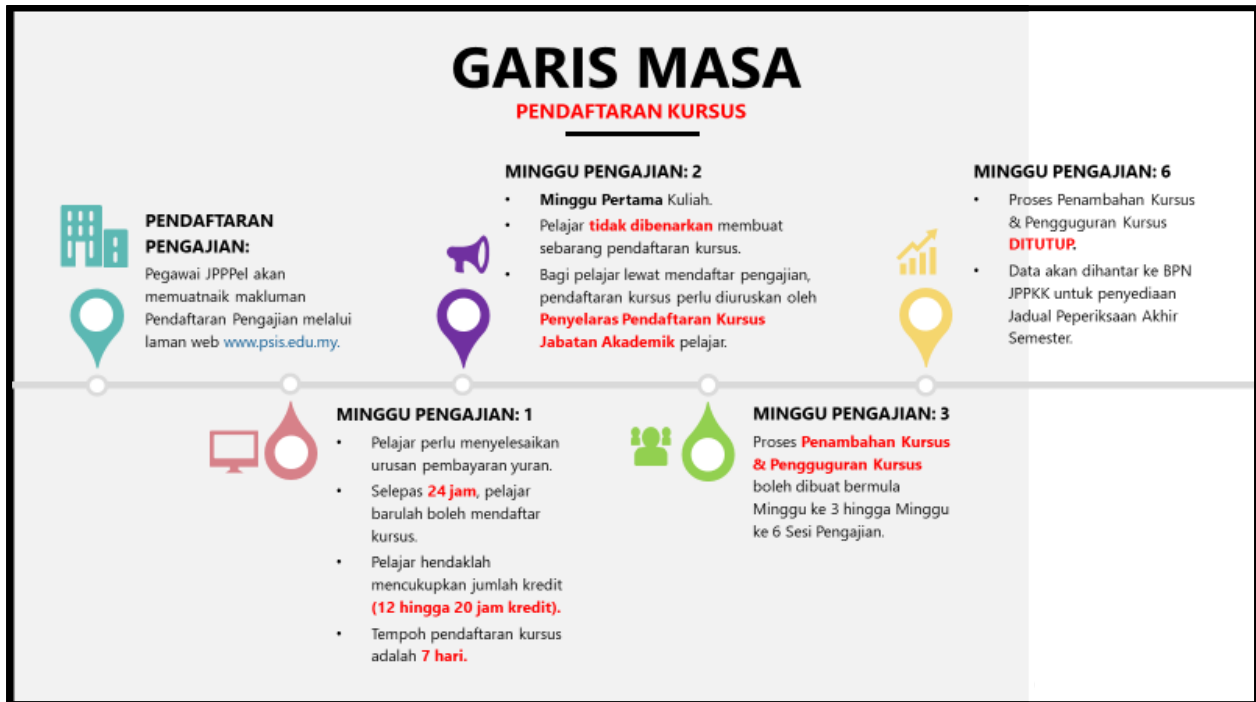 GARIS MASA
PENDAFTARAN KURSUS
PENDAFTARAN
PENGAJIAN:
Pegawai JPPPel akan
memuatnaik makluman
Pendaftaran Pengajian melalui
laman web www.psis.edu.my.
MINGGU PENGAJIAN: 1
• Pelajar perlu menyelesaikan
urusan pembayaran yuran.
• Selepas 24 jam, pelajar
barulah boleh mendaftar
kursus.
• Pelajar hendaklah
mencukupkan jumlah kredit
(12 hingga 20 jam kredit).
• Tempoh pendaftaran kursus
adalah 7 hari.
MINGGU PENGAJIAN: 2
• Minggu Pertama Kuliah.
• Pelajar tidak dibenarkan membuat
sebarang pendaftaran kursus.
• Bagi pelajar lewat mendaftar pengajian,
pendaftaran kursus perlu diuruskan oleh
Penyelaras Pendaftaran Kursus
Jabatan Akademik pelajar.
MINGGU PENGAJIAN: 3
Proses Penambahan Kursus
& Pengguguran Kursus
boleh dibuat bermula
Minggu ke 3 hingga Minggu
ke 6 Sesi Pengajian.
MINGGU PENGAJIAN: 6
• Proses Penambahan Kursus
& Pengguguran Kursus
DITUTUP.
• Data akan dihantar ke BPN
JPPKK untuk penyediaan
Jadual Peperiksaan Akhir
Semester.